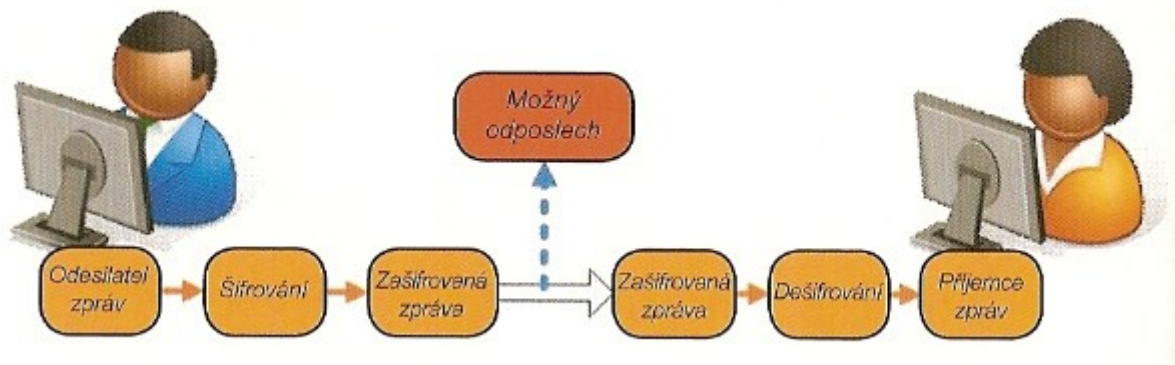 Možný
odposlech
Odesílatel
zpráv
Šifrování
Zašifrovaná
zpráva
Zašifrovaná
zpráva
Dešifrování
Příjemce
zpráv